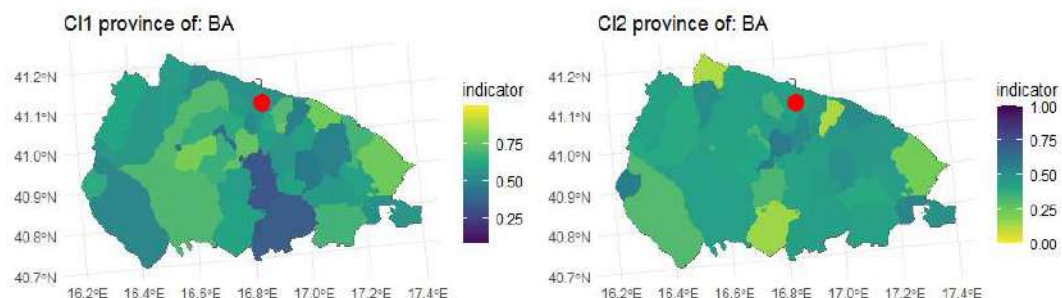 CI1 province of: BA
41.2°N
41.1°N
41.0°N
40.9°N
40.8°N
40.7°N
16.2°E 16.4°E 16.6°E 16.8°E 17.0°E 17.2°E 17.4°E
indicator
0.75
0.50
0.25
CI2 province of: BA
41.2°N
41.1°N
41.0°N
40.9°N
40.8°N
40.7°N
16.2°E 16.4°E 16.6°E 16.8°E 17.0°E 17.2°E 17.4°E
indicator
1.00
0.75
0.50
0.25
0.00